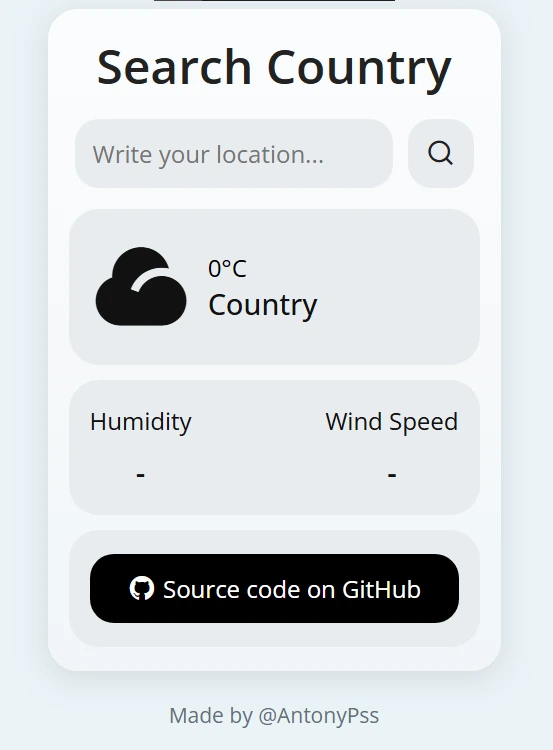 Search Country
Write your location...
0°C
Country
Humidity
Wind Speed
-
-
Source code on GitHub
Made by @AntonyPss